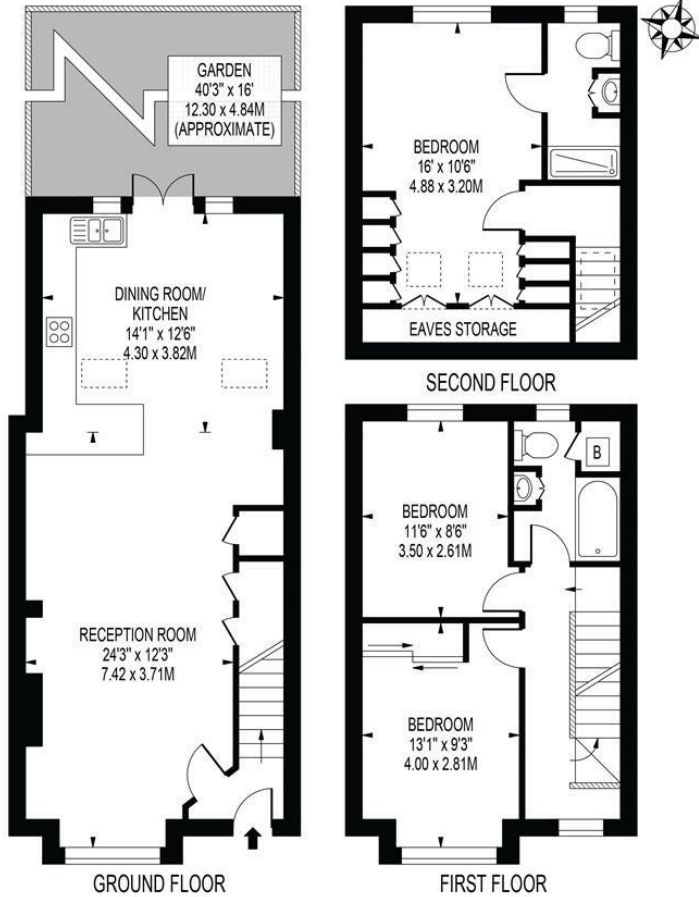 GARDEN
40'3" x 16'
12.30 x 4.84M
(APPROXIMATE)
DINING ROOM/
KITCHEN
14'1" x 12'6"
4.30 x 3.82M
RECEPTION ROOM
24'3" x 12'3"
7.42 x 3.71M
GROUND FLOOR
BEDROOM
16' x 10'6"
4.88 x 3.20M
EAVES STORAGE
SECOND FLOOR
B
BEDROOM
11'6" x 8'6"
3.50 x 2.61M
BEDROOM
13'1" x 9'3"
4.00 x 2.81M
FIRST FLOOR